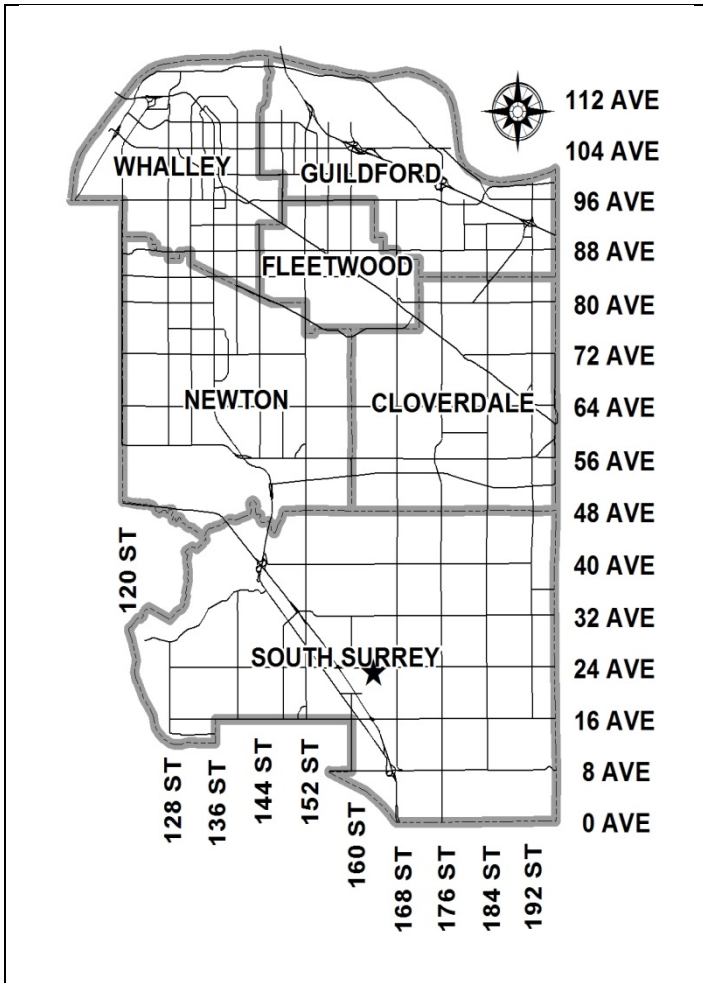 112 AVE
104 AVE
WHALLEY
GUILDFORD
96 AVE
88 AVE
FLEETWOOD
80 AVE
72 AVE
NEWTON
CLOVERDALE
64 AVE
56 AVE
48 AVE
120 ST
40 AVE
32 AVE
SOUTH SURREY
24 AVE
16 AVE
128 ST
136 ST
144 ST
152 ST
160 ST
8 AVE
0 AVE
168 ST
176 ST
184 ST
192 ST